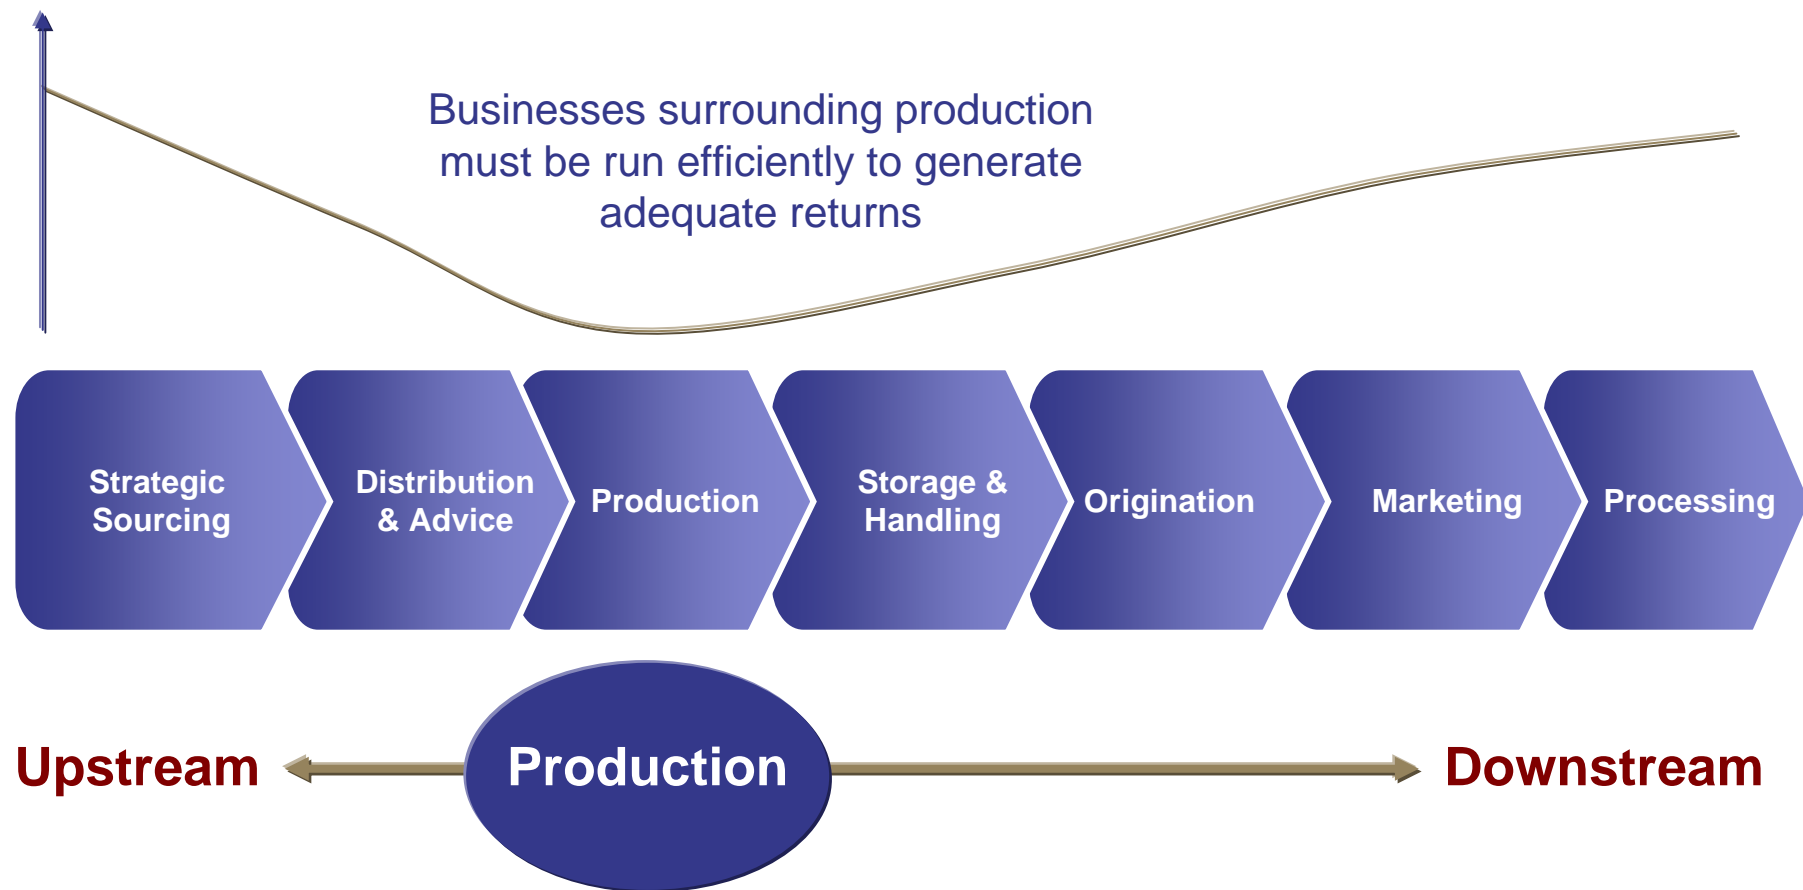 Businesses surrounding production
must be run efficiently to generate
adequate returns
Strategic
Sourcing
Distribution
& Advice
Production
Storage &
Handling
Origination
Marketing
Processing
Upstream
Production
Downstream